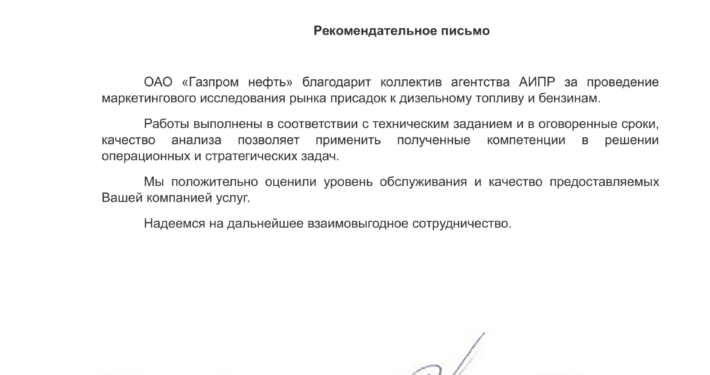 Рекомендательное письмо
ОАО «Газпром нефть» благодарит коллектив агентства АИПР за проведение
маркетингового исследования рынка присадок к дизельному топливу и бензинам.
Работы выполнены в соответствии с техническим заданием и в оговоренные сроки,
качество анализа позволяет применить полученные компетенции в решении
операционных и стратегических задач.
Мы положительно оценили уровень обслуживания и качество предоставляемых
Вашей компанией услуг.
Надеемся на дальнейшее взаимовыгодное сотрудничество.